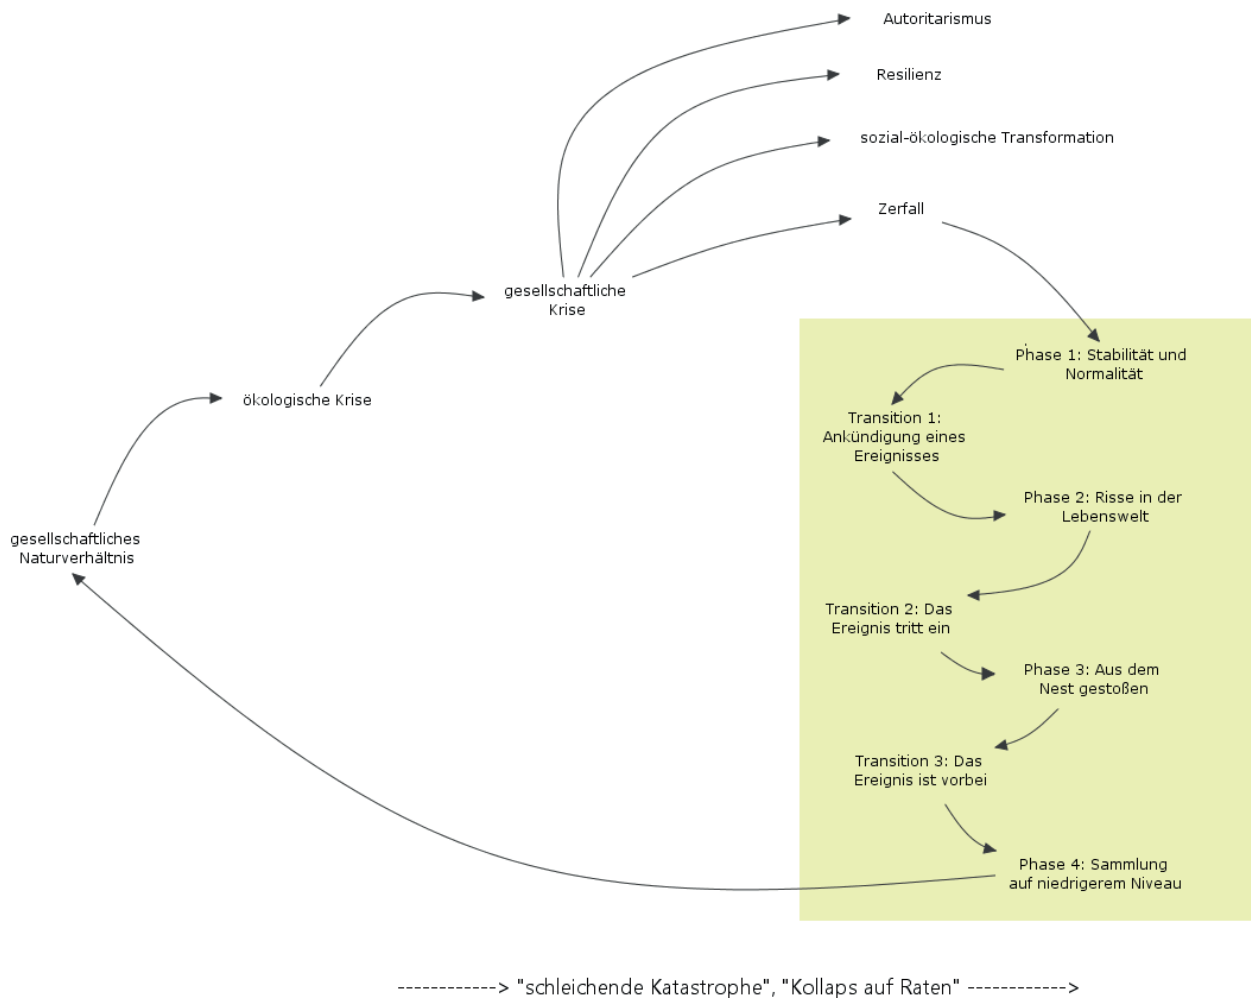 Autoritarismus
Resilienz
sozial-ökologische Transformation
Zerfall
gesellschaftliche
Krise
ökologische Krise
gesellschaftliches
Naturverhältnis
Phase 1: Stabilität und
Normalität
Transition 1:
Ankündigung eines
Ereignisses
Phase 2: Risse in der
Lebenswelt
Transition 2: Das
Ereignis tritt ein
Phase 3: Aus dem
Nest gestoßen
Transition 3: Das
Ereignis ist vorbei
Phase 4: Sammlung
auf niedrigerem Niveau
------------> "schleichende Katastrophe", "Kollaps auf Raten" ------------>